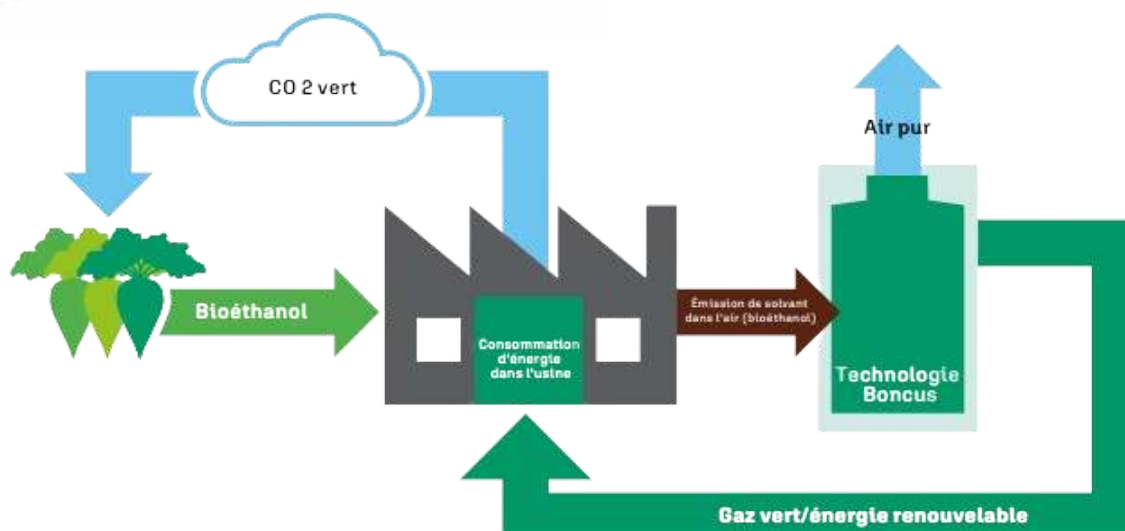 CO 2 vert
Air pur
Bioéthanol
Émission de solvant
dans l'air (bioéthanol)
Consommation
d'énergie
dans l'usine
Technologie
Boncus
Gaz vert/énergie renouvelable